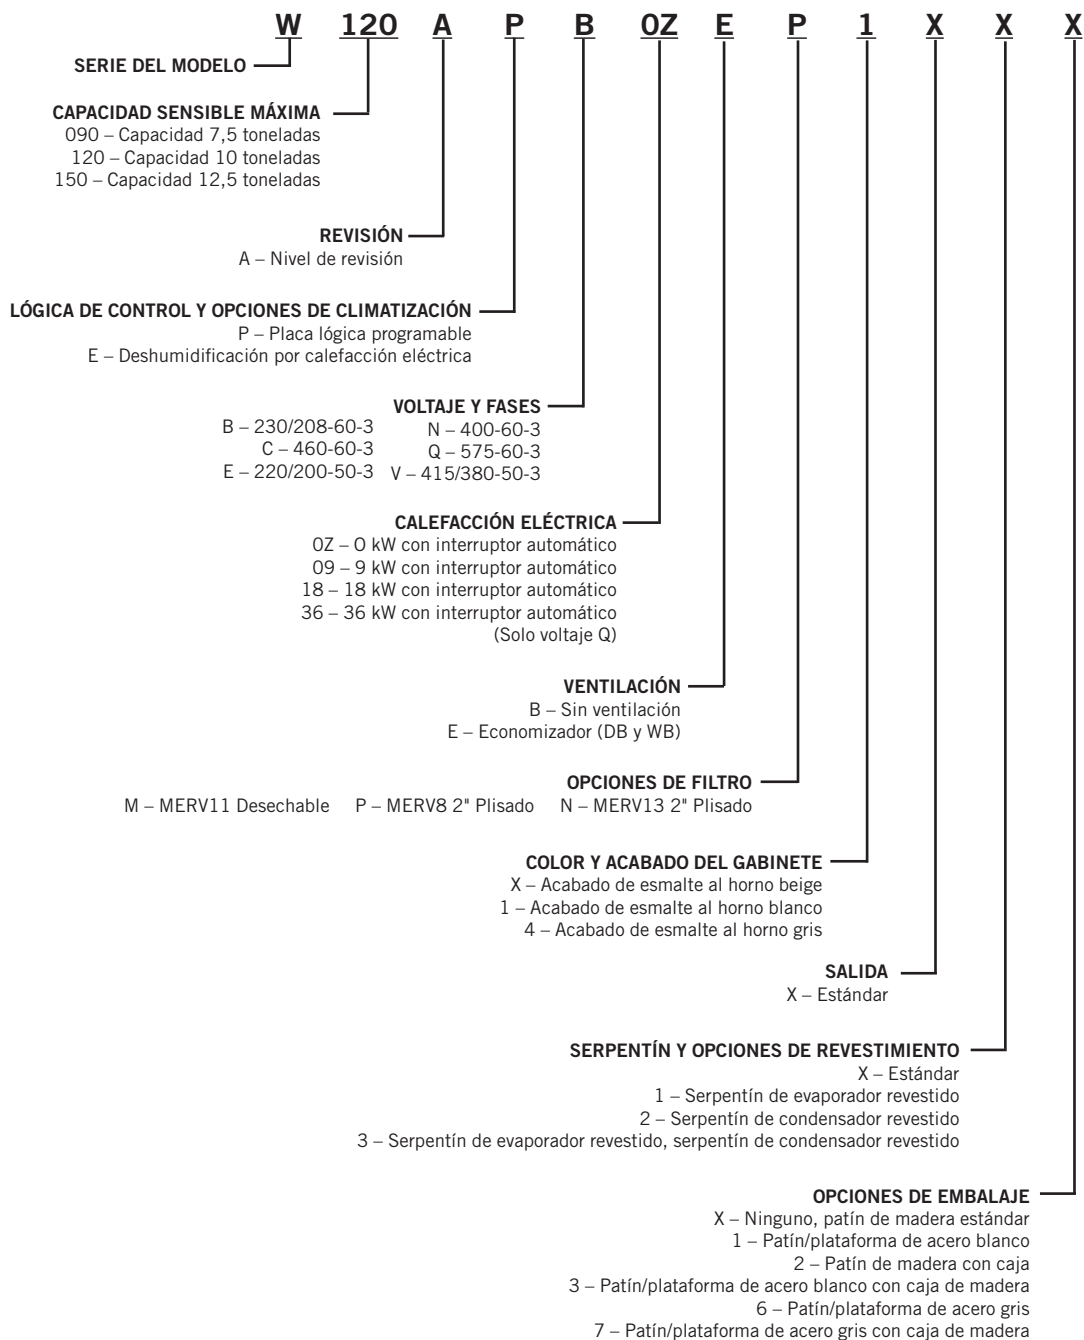 W 120 A P B 0Z E P 1 X X X
SERIE DEL MODELO
CAPACIDAD SENSIBLE MÁXIMA
090 – Capacidad 7,5 toneladas
120 – Capacidad 10 toneladas
150 – Capacidad 12,5 toneladas
REVISIÓN
A – Nivel de revisión
LÓGICA DE CONTROL Y OPCIONES DE CLIMATIZACIÓN
P – Placa lógica programable
E – Deshumidificación por calefacción eléctrica
VOLTAJE Y FASES
B – 230/208-60-3 N – 400-60-3
C – 460-60-3 Q – 575-60-3
E – 220/200-50-3 V – 415/380-50-3
CALEFACCIÓN ELÉCTRICA
0Z – O kW con interruptor automático
09 – 9 kW con interruptor automático
18 – 18 kW con interruptor automático
36 – 36 kW con interruptor automático
(Solo voltaje Q)
VENTILACIÓN
B – Sin ventilación
E – Economizador (DB y WB)
OPCIONES DE FILTRO
M – MERV11 Desechable P – MERV8 2" Plisado N – MERV13 2" Plisado
COLOR Y ACABADO DEL GABINETE
X – Acabado de esmalte al horno beige
1 – Acabado de esmalte al horno blanco
4 – Acabado de esmalte al horno gris
SALIDA
X – Estándar
SERPENTÍN Y OPCIONES DE REVESTIMIENTO
X – Estándar
1 – Serpentín de evaporador revestido
2 – Serpentín de condensador revestido
3 – Serpentín de evaporador revestido, serpentín de condensador revestido
OPCIONES DE EMBALAJE
X – Ninguno, patín de madera estándar
1 – Patín/plataforma de acero blanco
2 – Patín de madera con caja
3 – Patín/plataforma de acero blanco con caja de madera
6 – Patín/plataforma de acero gris
7 – Patín/plataforma de acero gris con caja de madera